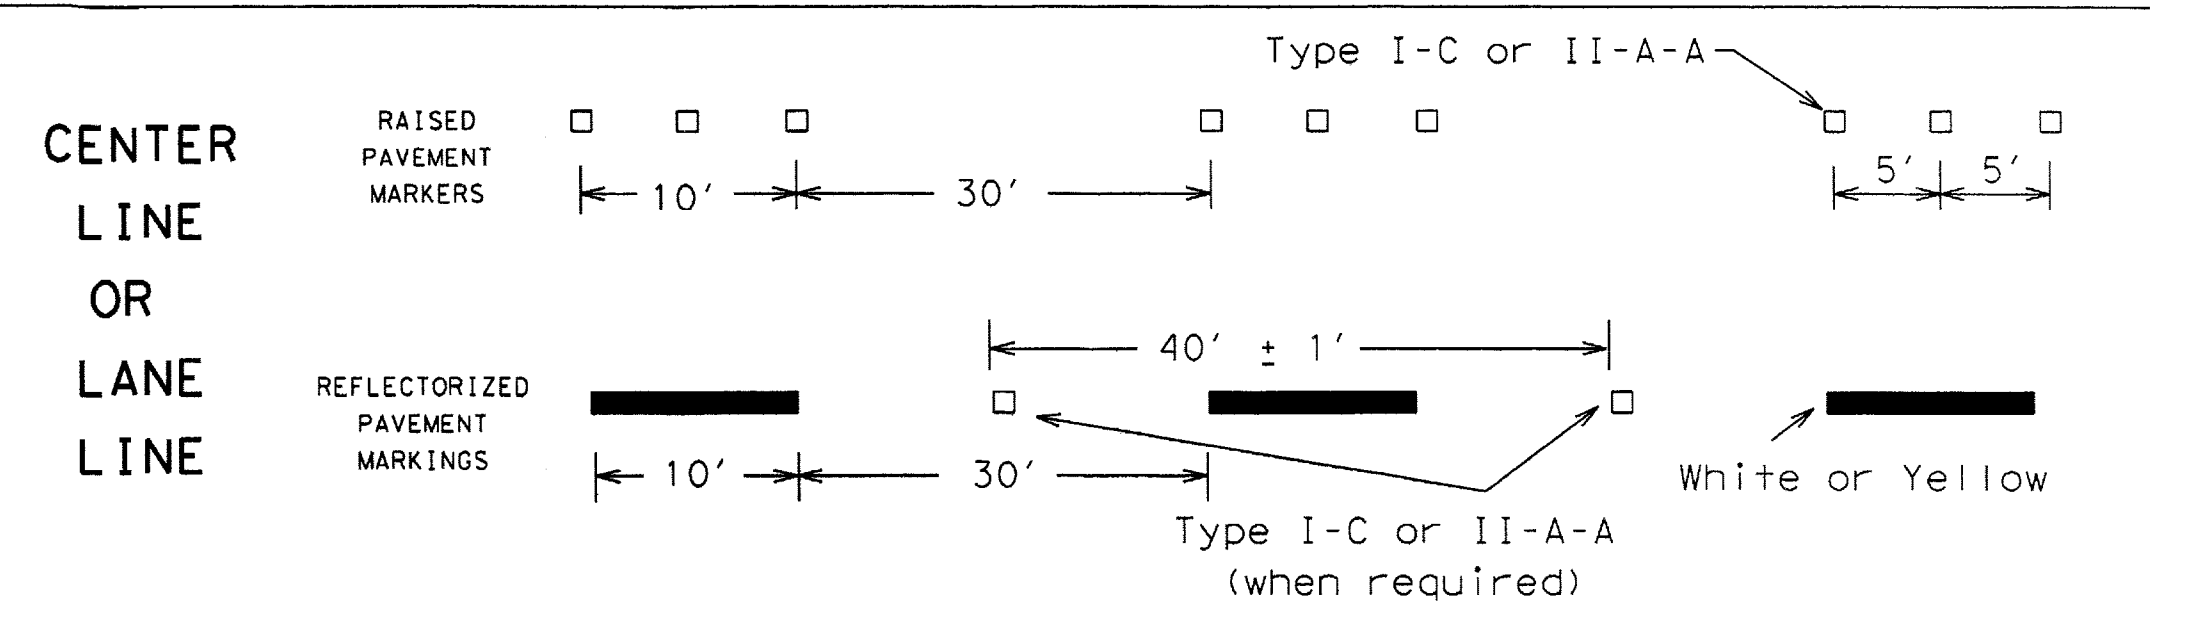 CENTER
LINE
OR
LANE
LINE
RAISED
PAVEMENT
MARKERS
10'
30'
Type I-C or II-A-A
5' 5'
REFLECTORIZED
PAVEMENT
MARKINGS
40' ± 1'
10'
30'
Type I-C or II-A-A
(when required)
White or Yellow